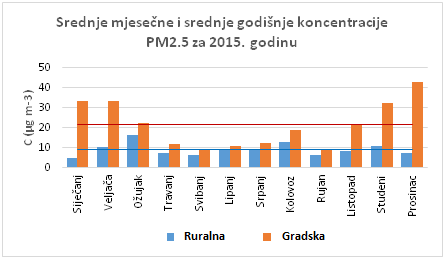 Srednje mjesečne i srednje godišnje koncentracije
PM2.5 za 2015. godinu
C (µg m-3)
50
40
30
20
10
0
Siječanj
Veljača
Ožujak
Travanj
Svibanj
Lipanj
Srpanj
Kolovoz
Rujan
Listopad
Studeni
Prosinac
Ruralna
Gradska